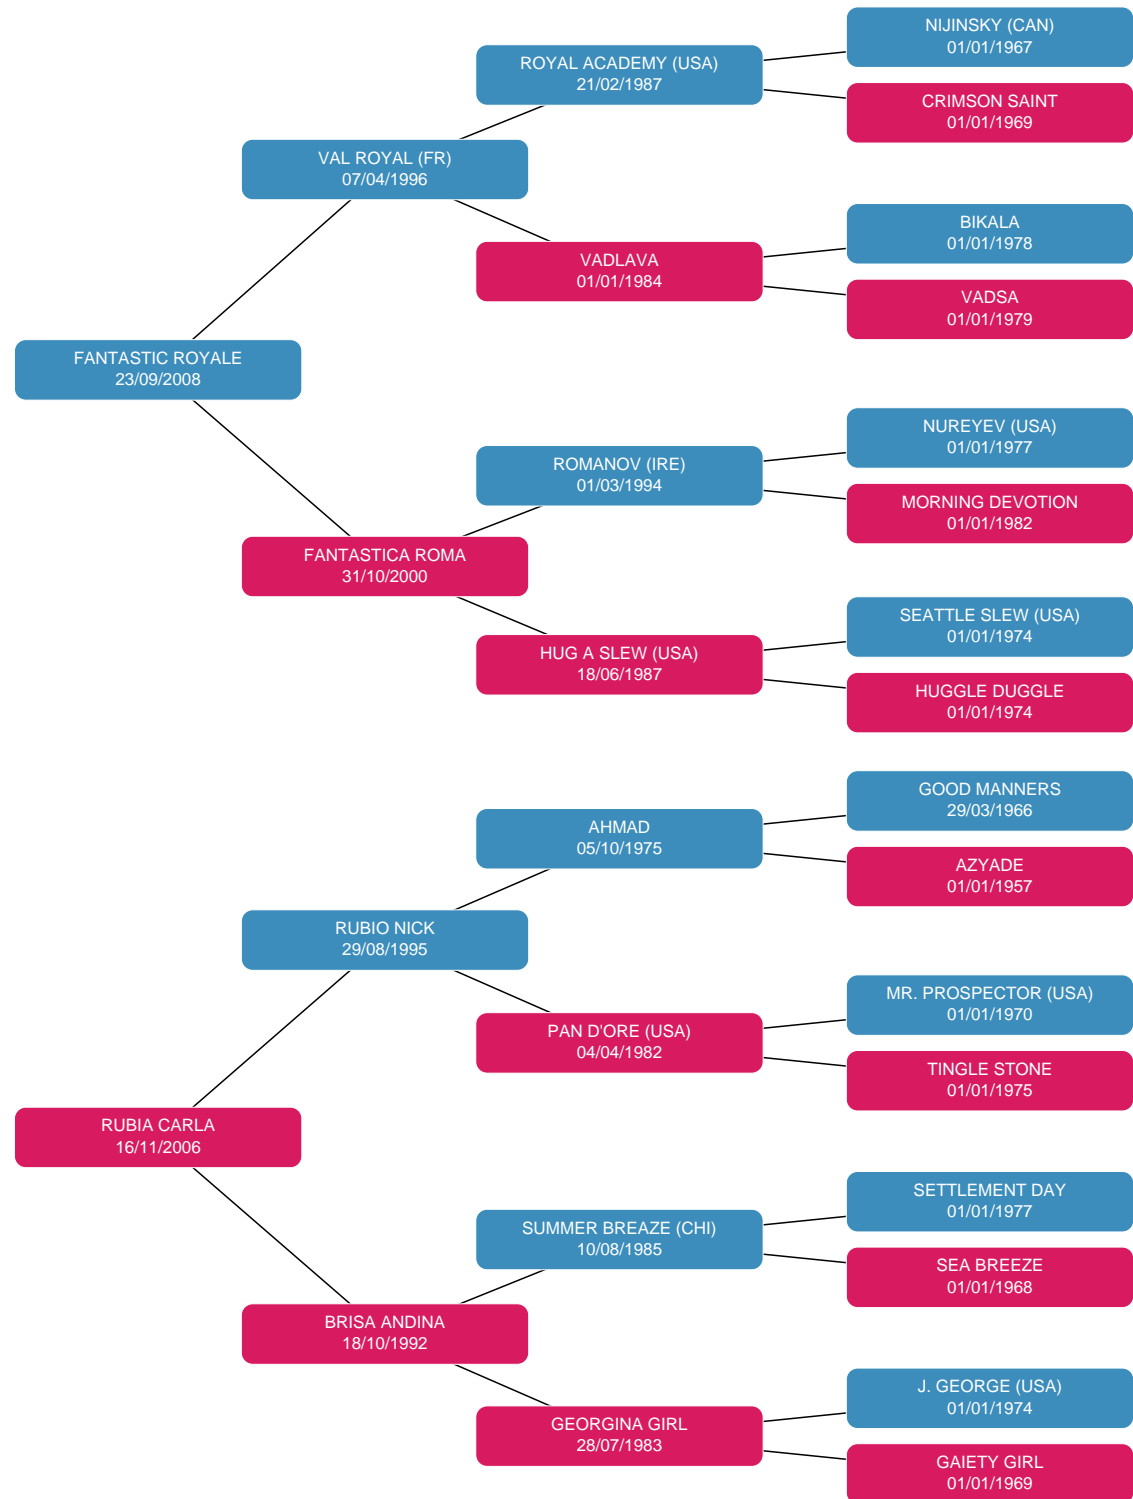 NIJINSKY (CAN)
01/01/1967
ROYAL ACADEMY (USA)
21/02/1987
CRIMSON SAINT
01/01/1969
VAL ROYAL (FR)
07/04/1996
BIKALA
01/01/1978
VADLAVA
01/01/1984
VADSA
01/01/1979
FANTASTIC ROYALE
23/09/2008
NUREYEV (USA)
01/01/1977
ROMANOV (IRE)
01/03/1994
MORNING DEVOTION
01/01/1982
FANTASTICA ROMA
31/10/2000
SEATTLE SLEW (USA)
01/01/1974
HUG A SLEW (USA)
18/06/1987
HUGGLE DUGGLE
01/01/1974
GOOD MANNERS
29/03/1966
AHMAD
05/10/1975
AZYADE
01/01/1957
RUBIO NICK
29/08/1995
MR. PROSPECTOR (USA)
01/01/1970
PAN D'ORE (USA)
04/04/1982
TINGLE STONE
01/01/1975
RUBIA CARLA
16/11/2006
SETTLEMENT DAY
01/01/1977
SUMMER BREAZE (CHI)
10/08/1985
SEA BREEZE
01/01/1968
BRISA ANDINA
18/10/1992
J. GEORGE (USA)
01/01/1974
GEORGINA GIRL
28/07/1983
GAIETY GIRL
01/01/1969